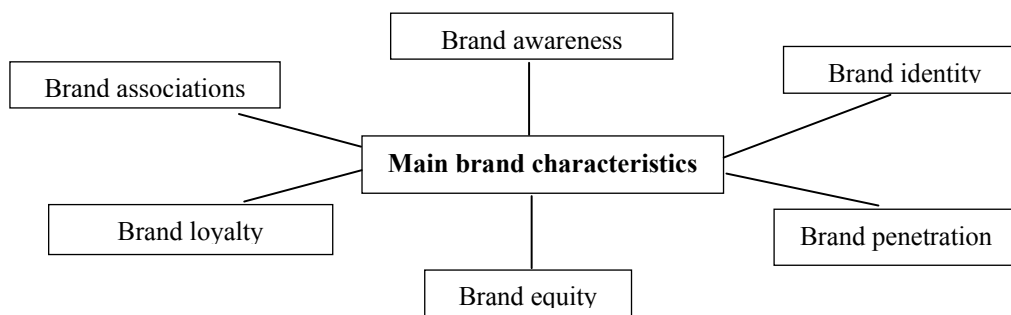 Brand awareness
Brand identity
Brand associations
Main brand characteristics
Brand loyalty
Brand penetration
Brand equity